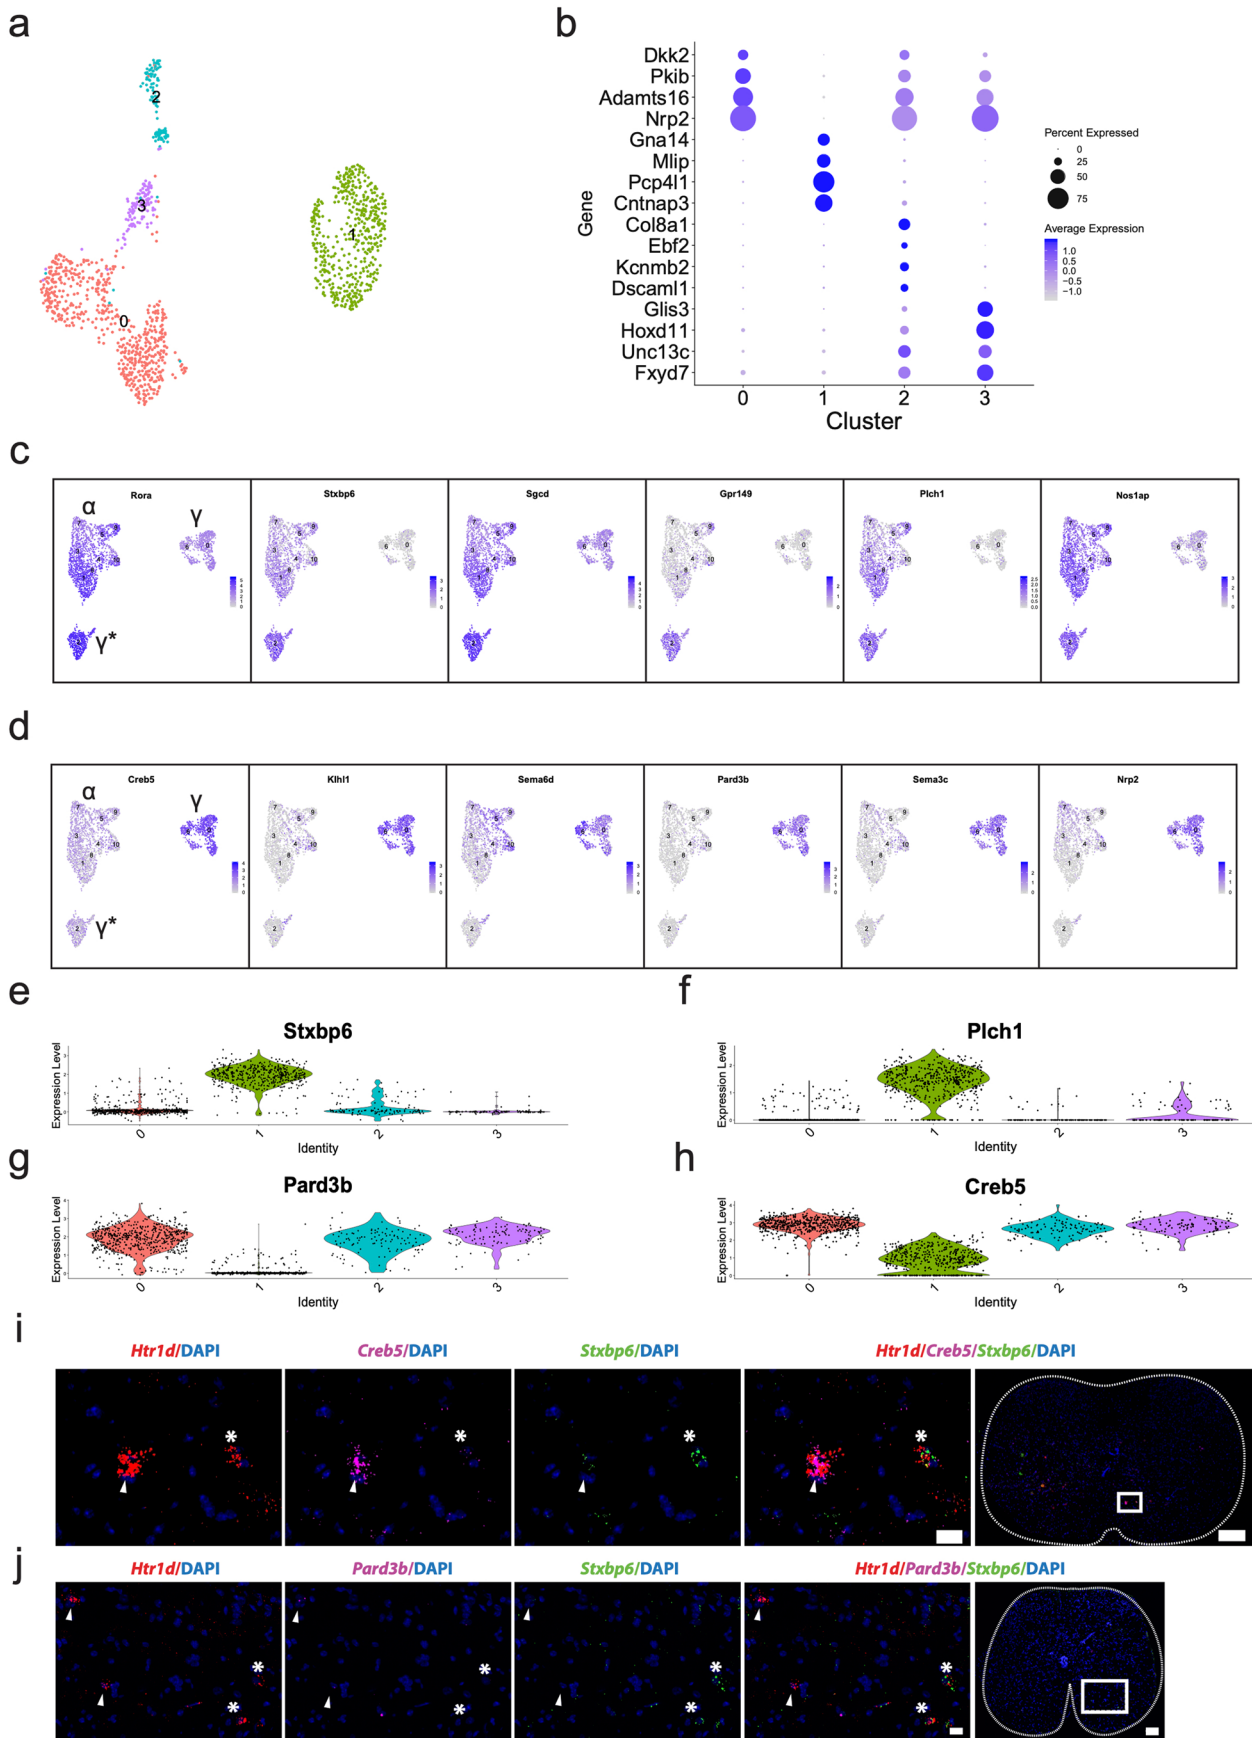 a
2
3
0
1
b
Dkk2
Pkib
Adamts16
Nrp2
Gna14
Mlip
Pcp4l1
Cntnap3
Col8a1
Ebf2
Kcnmb2
Dscaml1
Glis3
Hoxd11
Unc13c
Fxyd7
Gene
0 1 2 3
Cluster
Percent Expressed
0
25
50
75
Average Expression
1.0
0.5
0.0
−0.5
−1.0
c
Rora Stxbp6 Sgcd Gpr149 Plch1 Nos1ap
α γ
γ*
d
Creb5 Klhl1 Sema6d Pard3b Sema3c Nrp2
α γ
γ*
e
Stxbp6
Expression Level
0 1 2 3
Identity
f
Plch1
Expression Level
0 1 2 3
Identity
g
Pard3b
Expression Level
0 1 2 3
Identity
h
Creb5
Expression Level
0 1 2 3
Identity
i
Htr1d/DAPI Creb5/DAPI Stxbp6/DAPI Htr1d/Creb5/Stxbp6/DAPI
* * * *
j
Htr1d/DAPI Pard3b/DAPI Stxbp6/DAPI Htr1d/Pard3b/Stxbp6/DAPI
* * * *
* * * *